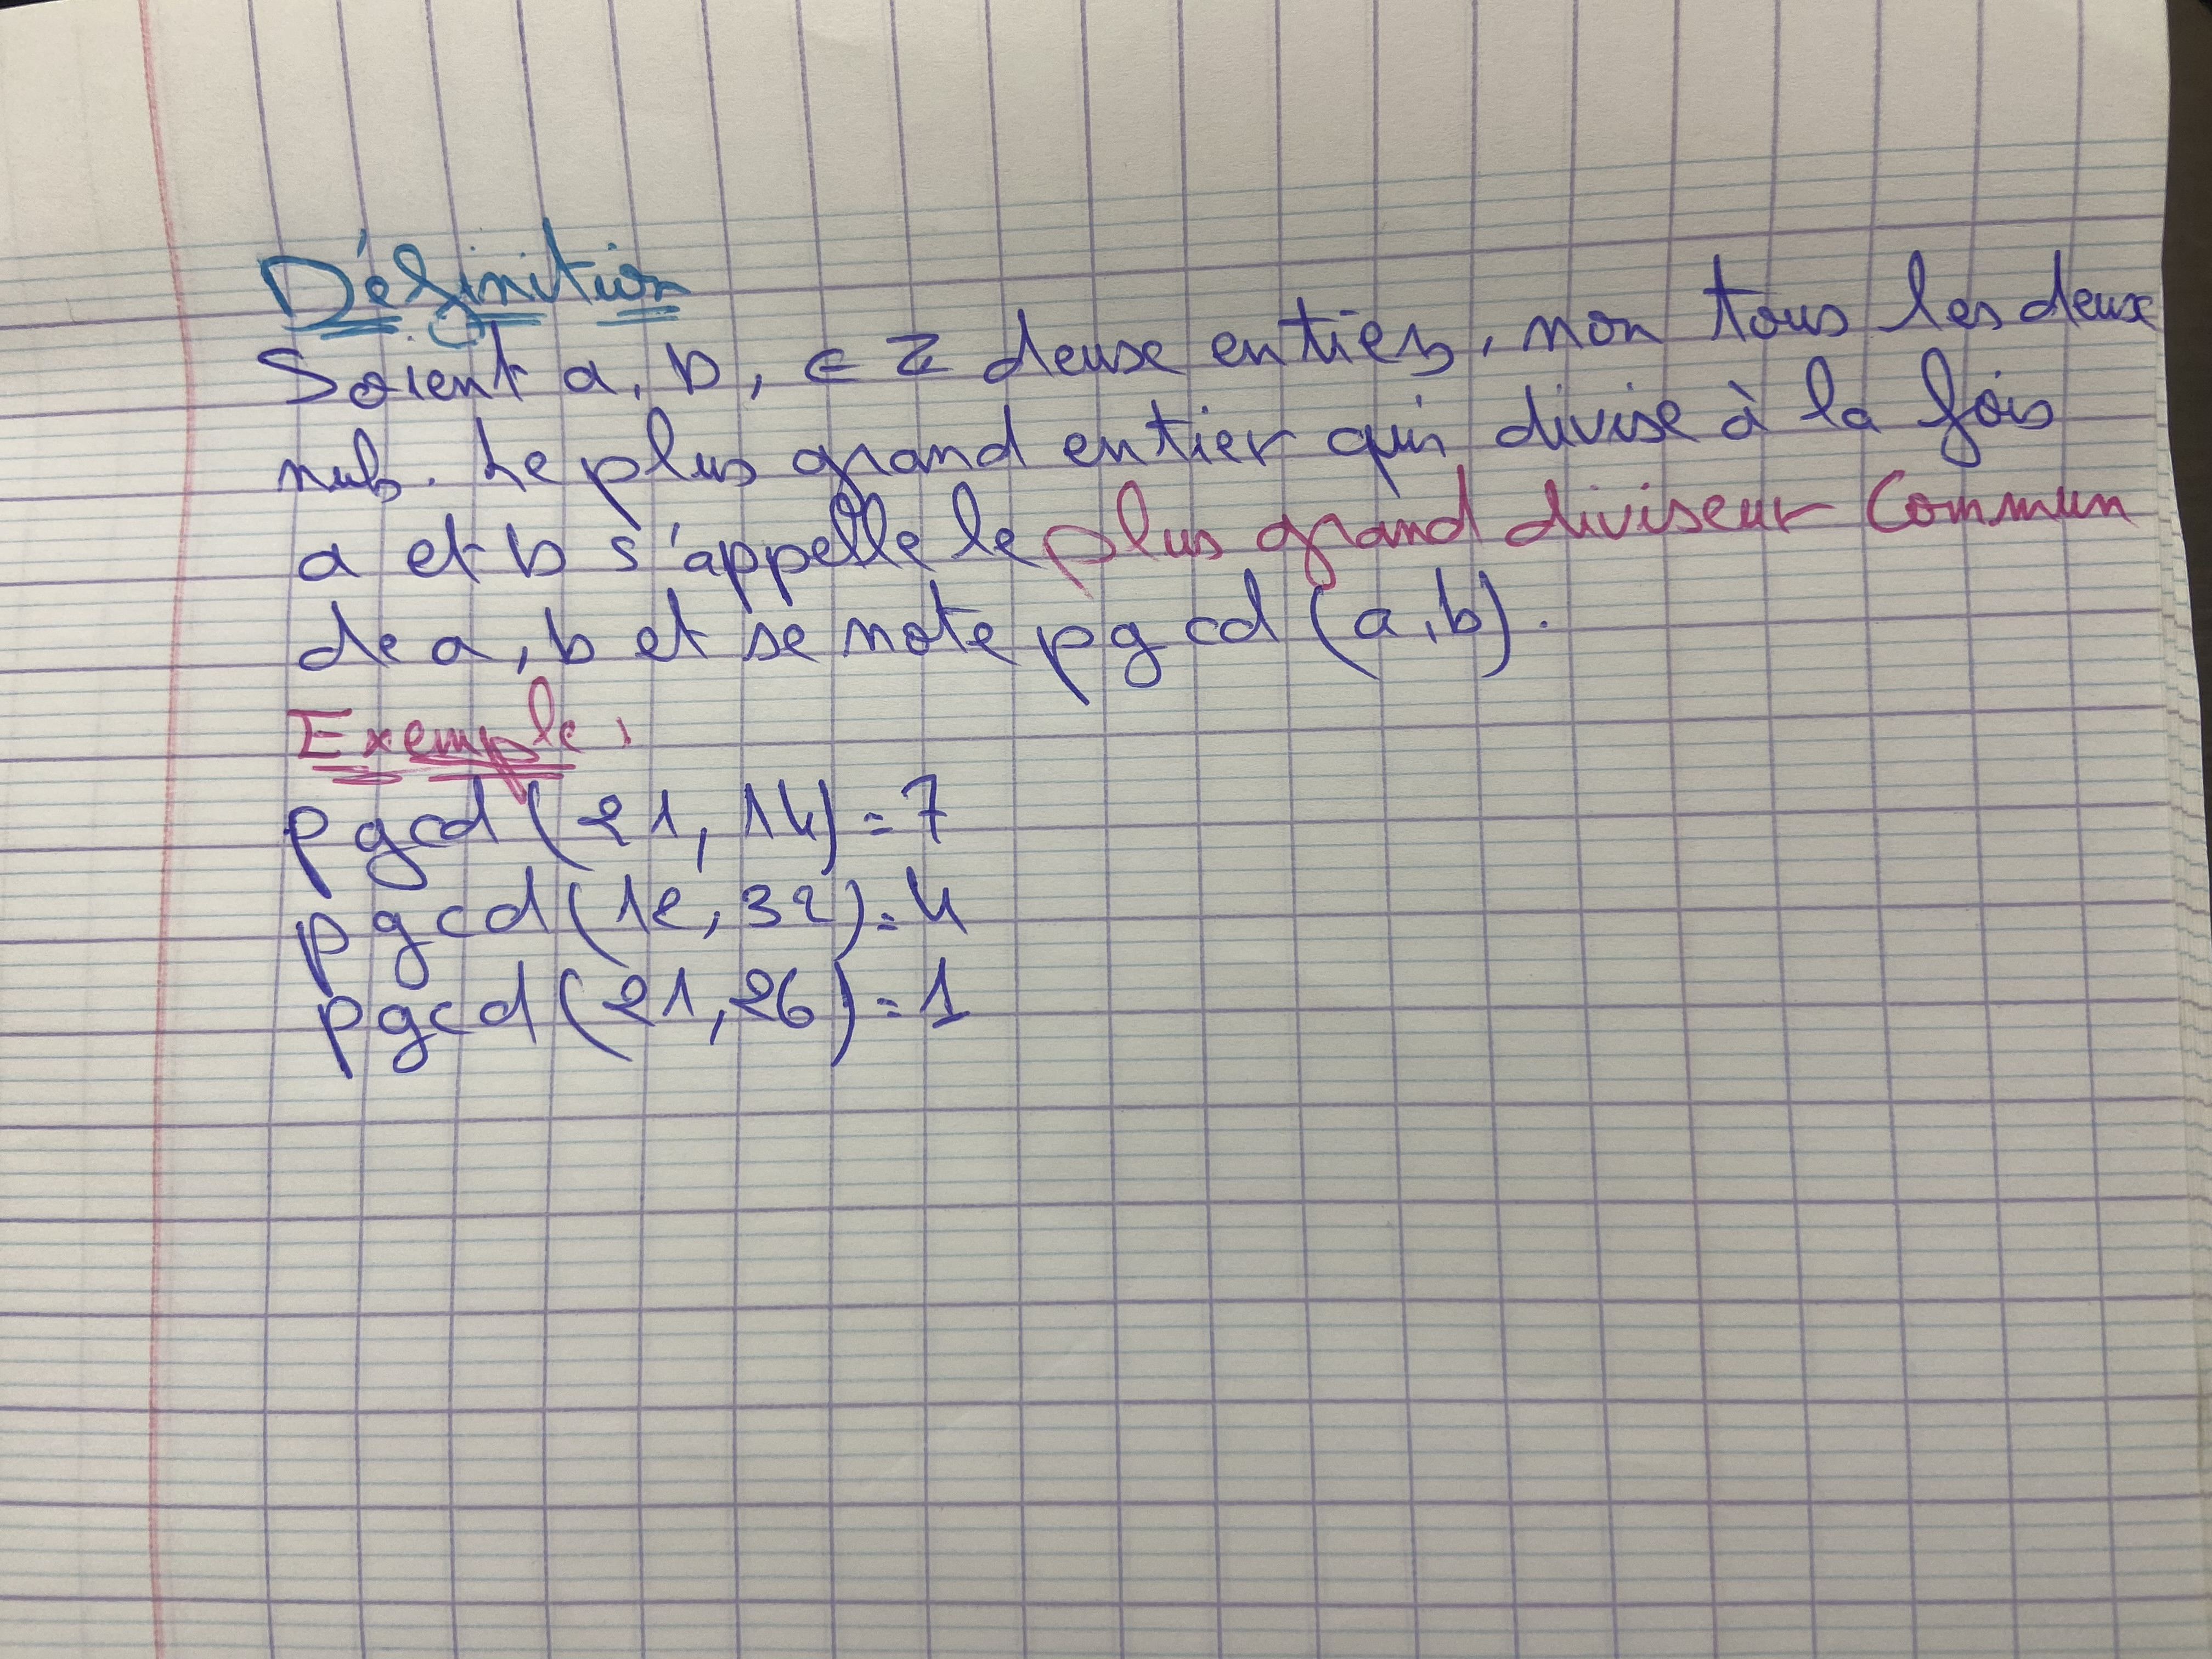 Définition
Soient a, b, ∈ Z deux entiers, non tous les deux
nuls. Le plus grand entier qui divise à la fois
a et b s'appelle le plus grand diviseur Commun
de a, b et se note pgcd (a,b).
Exemple:
pgcd (21, 14) = 7
pgcd (12, 32) = 4
pgcd (21, 26) = 1